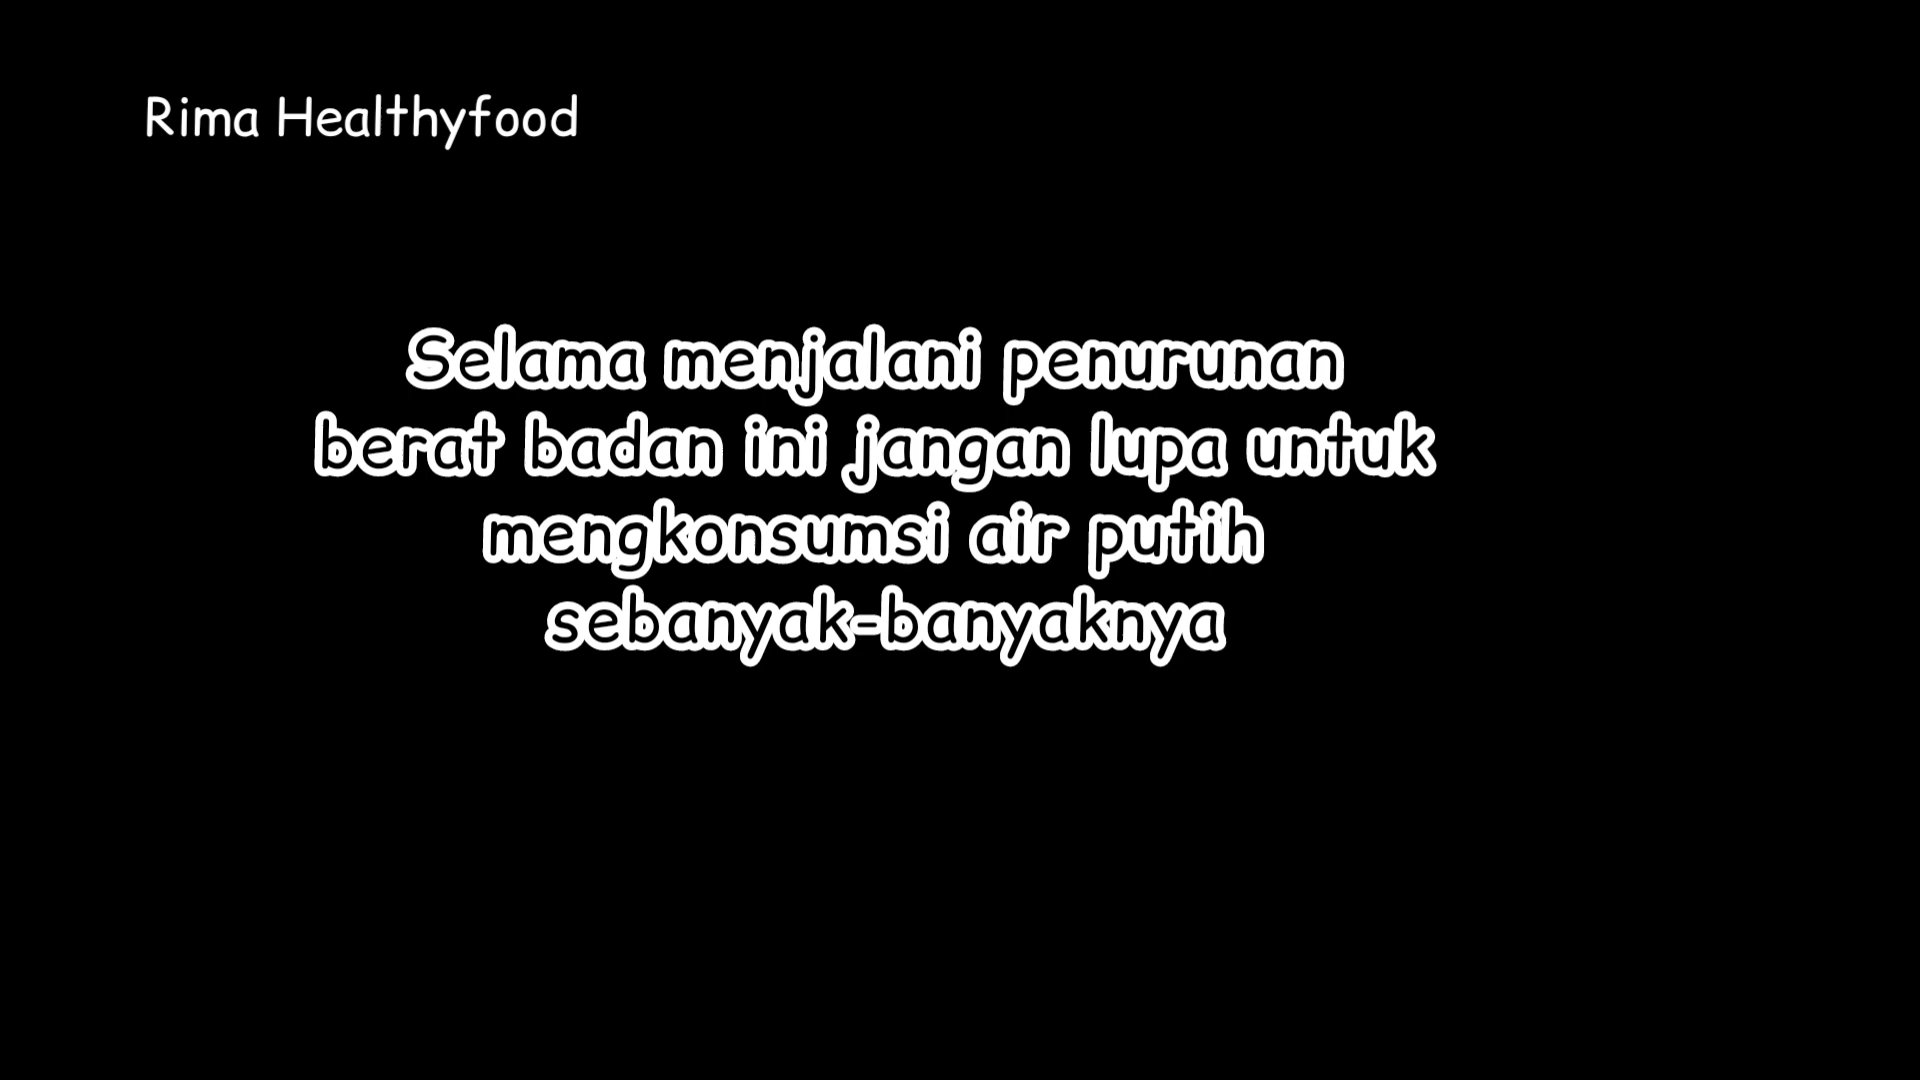 Rima Healthyfood
Selama menjalani penurunan
berat badan ini jangan lupa untuk
mengkonsumsi air putih
sebanyak-banyaknya